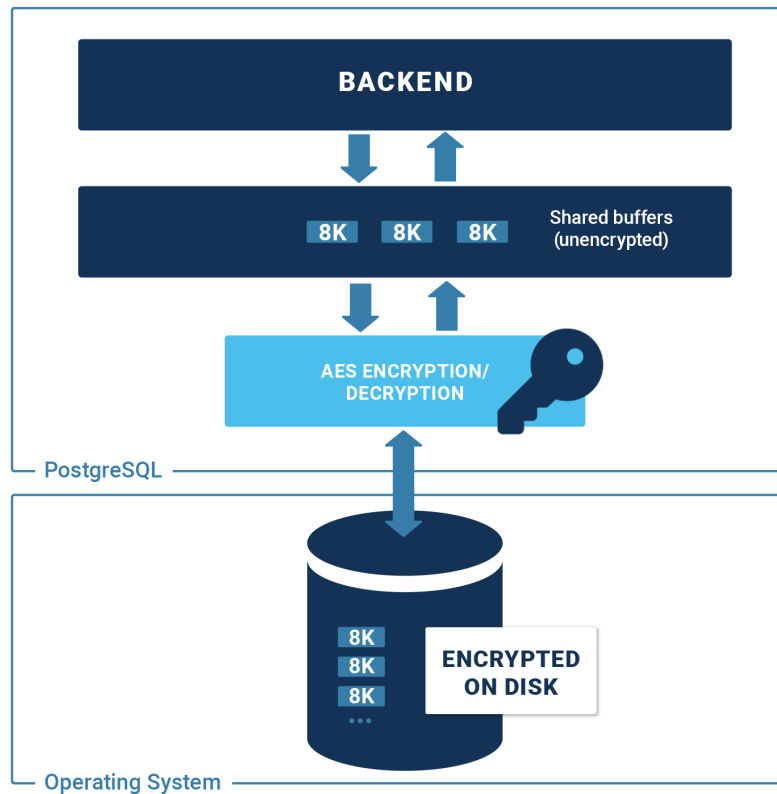 BACKEND
8K 8K 8K
Shared buffers
(unencrypted)
AES ENCRYPTION/
DECRYPTION
PostgreSQL
8K
8K
8K
...
ENCRYPTED
ON DISK
Operating System